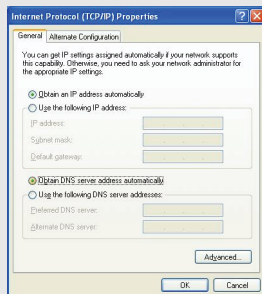 Internet Protocol (TCP/IP) Properties
General
Alternate Configuration
You can get IP settings assigned automatically if your network supports
this capability. Otherwise, you need to ask your network administrator for
the appropriate IP settings.
Obtain an IP address automatically
Use the following IP address:
IP address:
Subnet mask:
Default gateway:
Obtain DNS server address automatically
Use the following DNS server addresses:
Preferred DNS server:
Alternate DNS server:
Advanced...
OK
Cancel